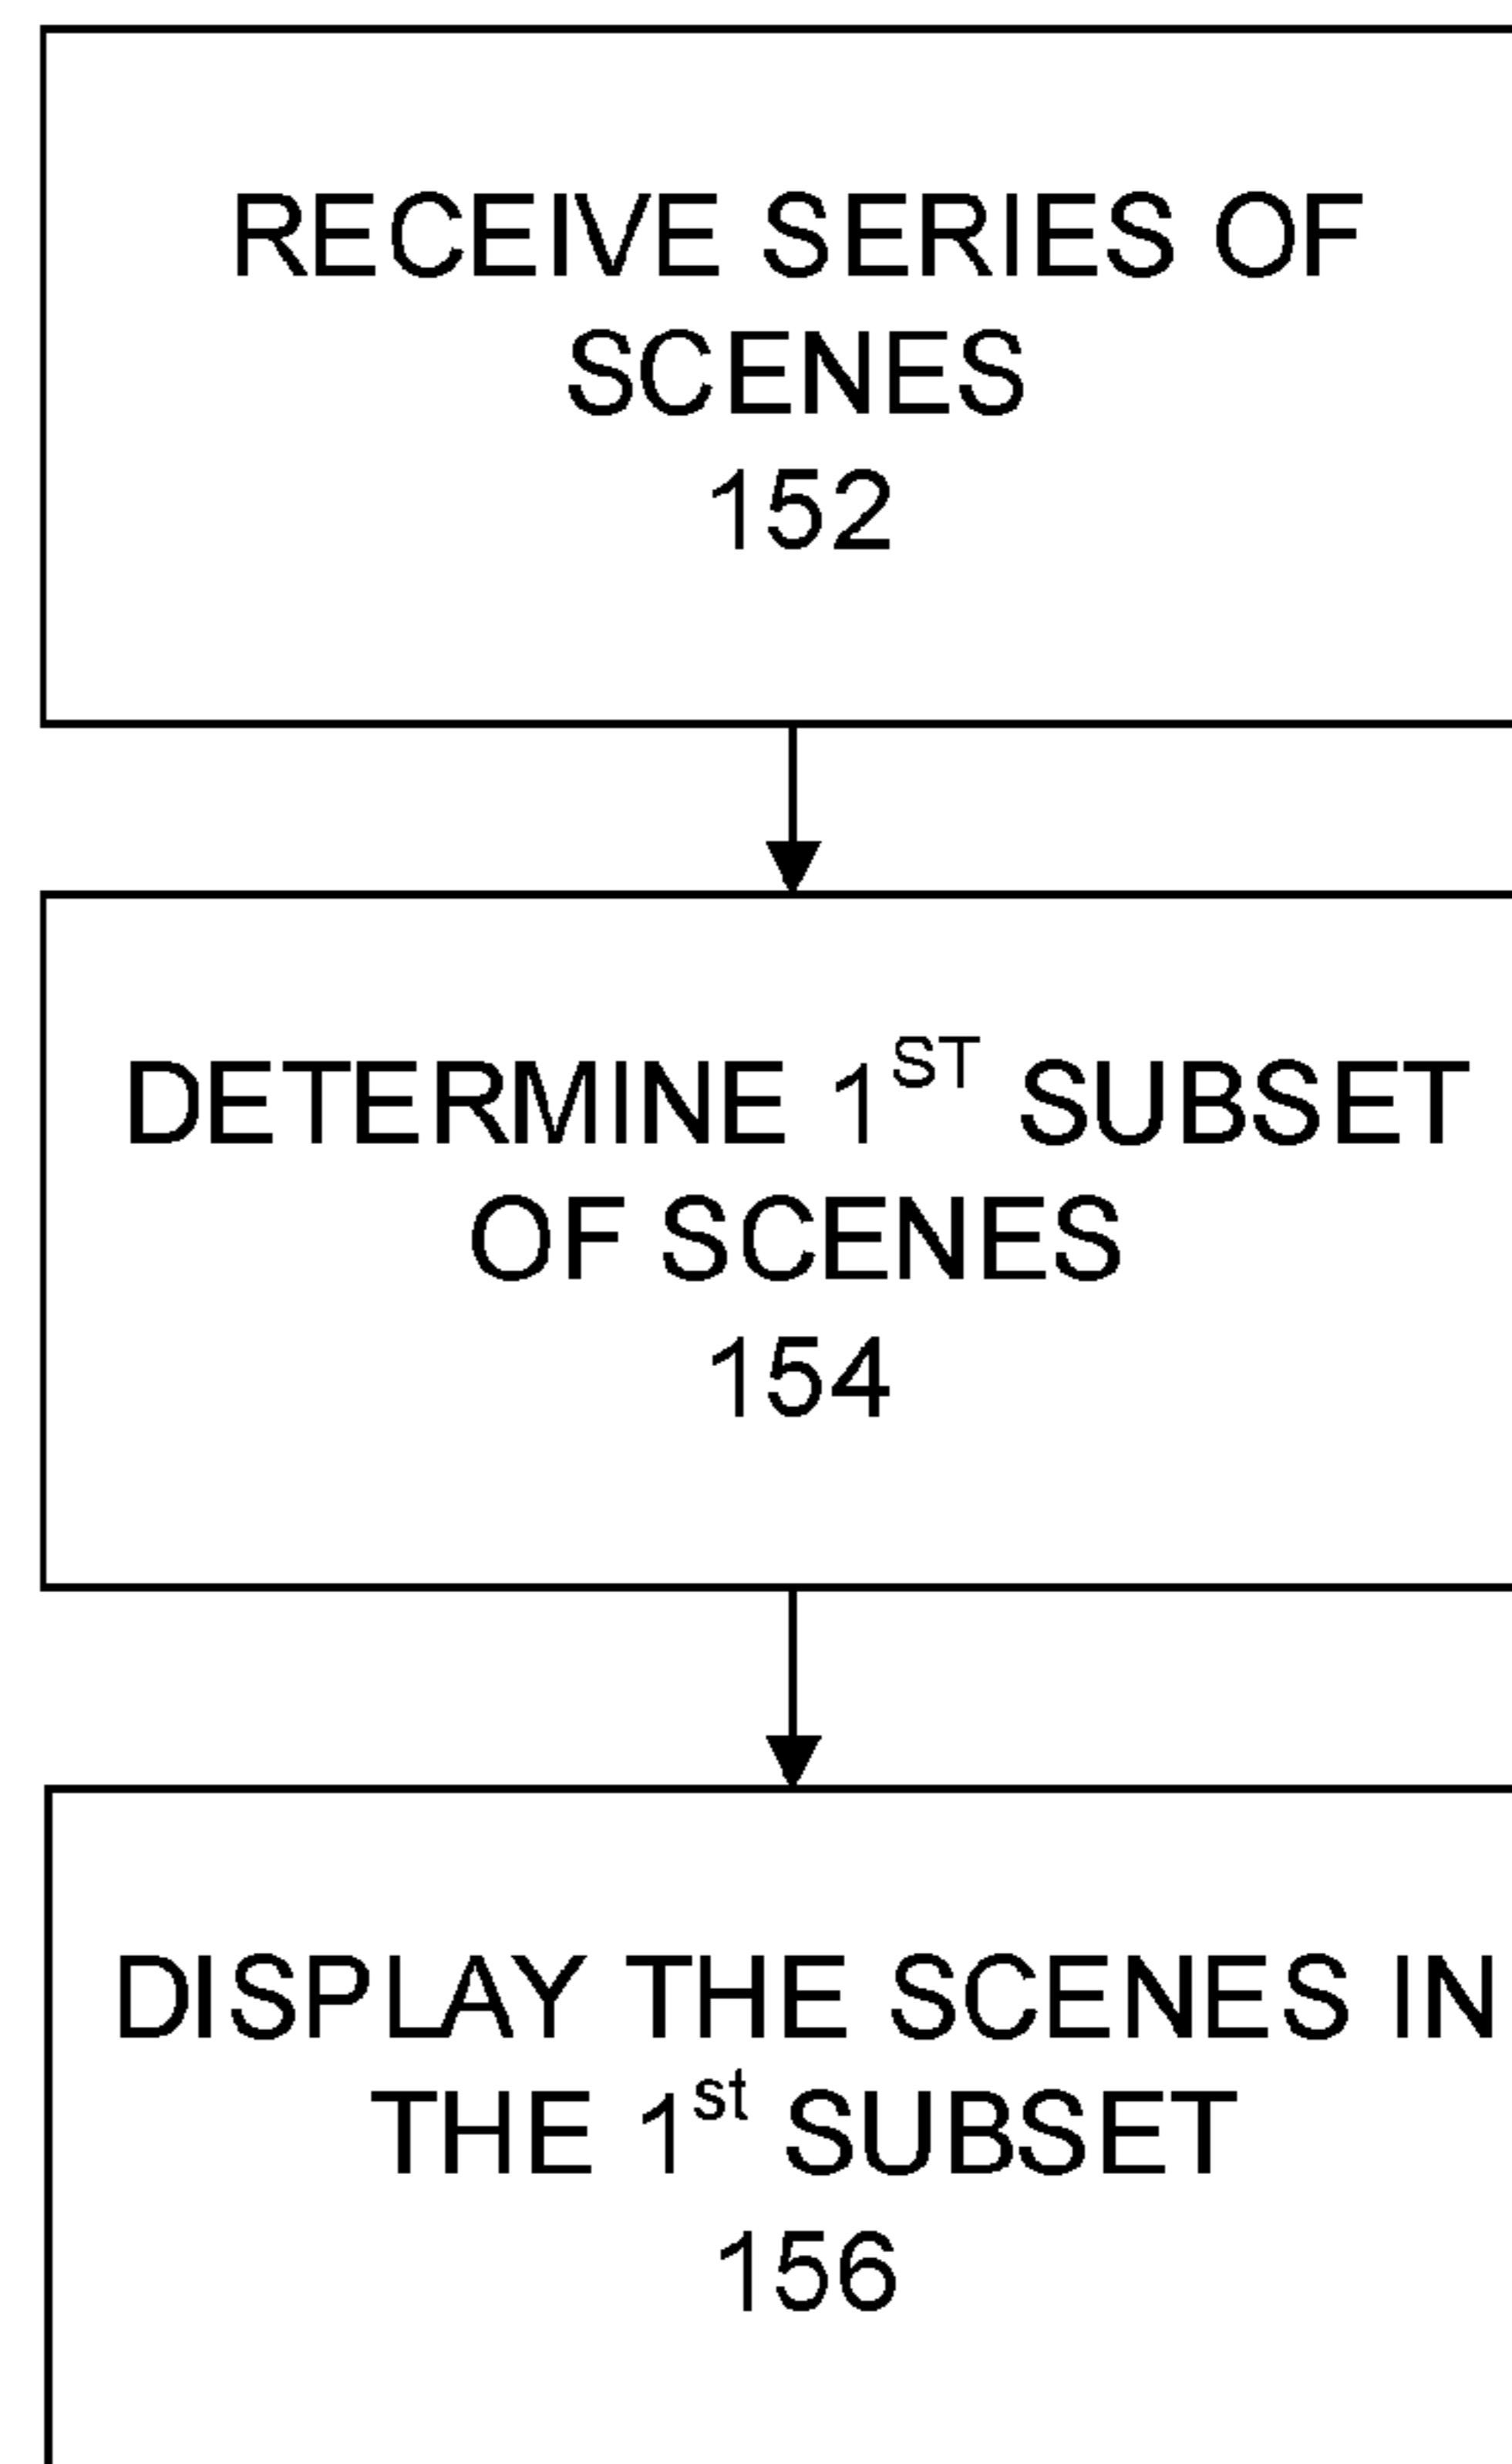 RECEIVE SERIES OF
SCENES
152
DETERMINE 1ST SUBSET
OF SCENES
154
DISPLAY THE SCENES IN
THE 1st SUBSET
156